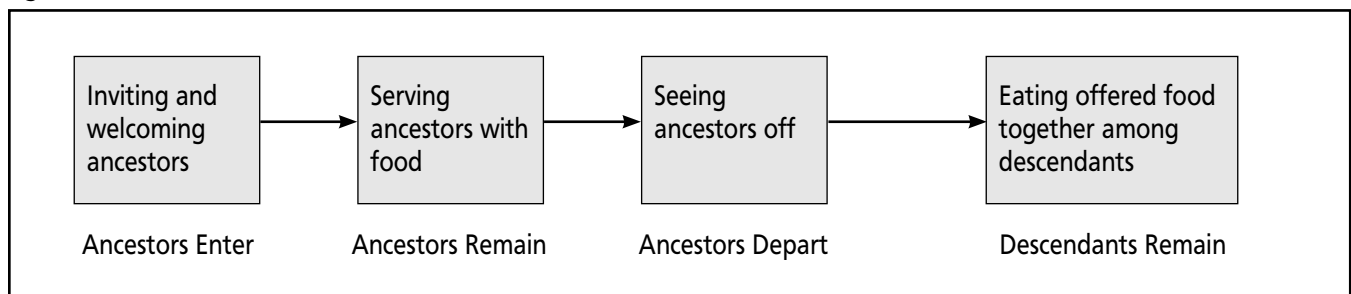 Inviting and
welcoming
ancestors
Serving
ancestors with
food
Seeing
ancestors off
Eating offered food
together among
descendants
Ancestors Enter
Ancestors Remain
Ancestors Depart
Descendants Remain